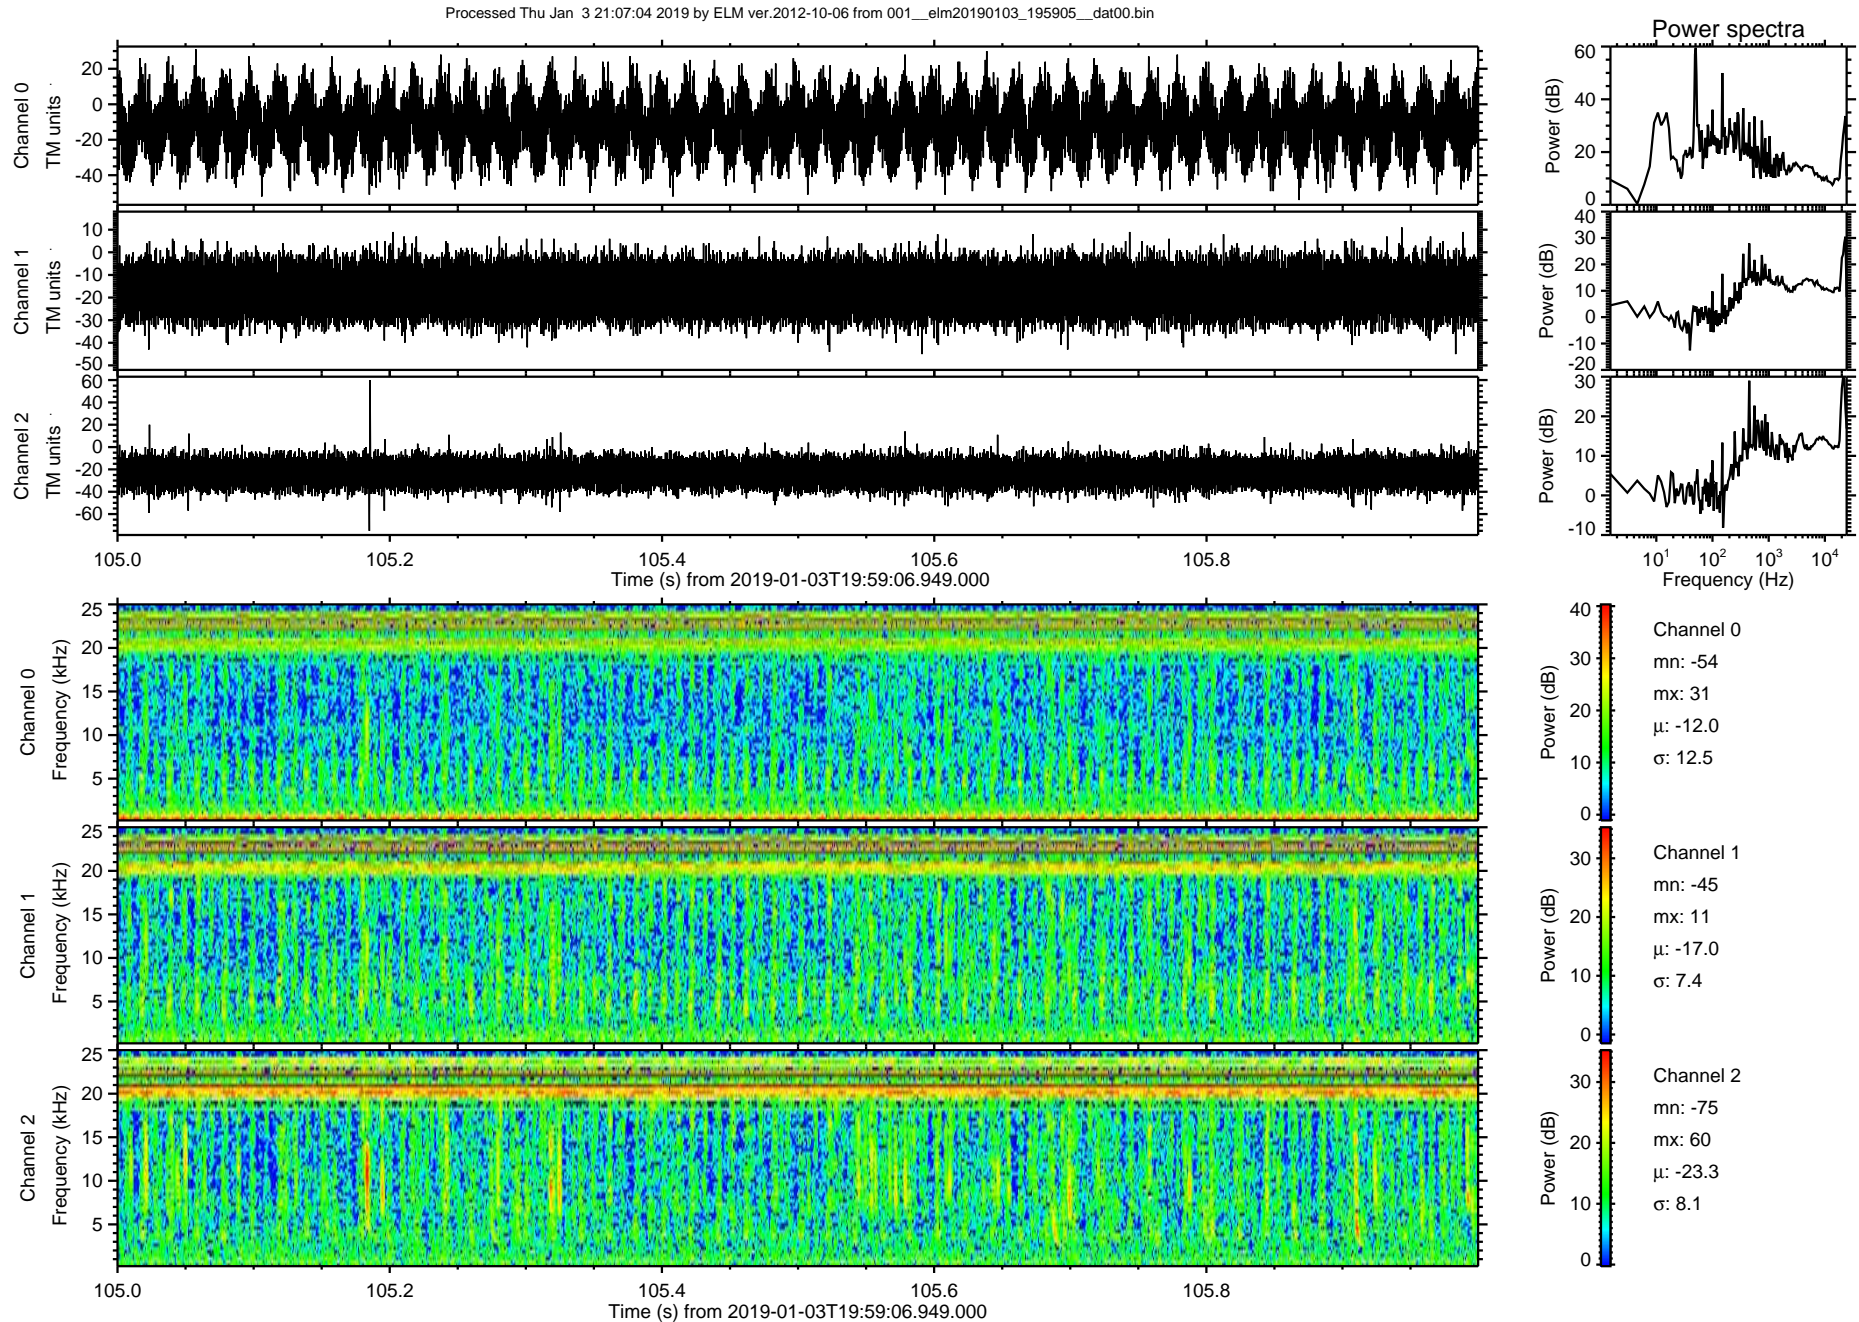 Processed Thu Jan  3 21:07:04 2019 by ELM ver.2012-10-06 from 001__elm20190103_195905__dat00.bin
Power spectra
Channel 0
TM units
20
0
-20
-40
Power (dB)
60
40
20
0
Channel 1
TM units
10
0
-10
-20
-30
-40
-50
Power (dB)
40
30
20
10
0
-10
-20
Channel 2
TM units
60
40
20
0
-20
-40
-60
Power (dB)
30
20
10
0
-10
105.0 105.2 105.4 105.6 105.8
Time (s) from 2019-01-03T19:59:06.949.000
10¹ 10² 10³ 10⁴
Frequency (Hz)
Channel 0
Frequency (kHz)
25
20
15
10
5
Power (dB)
40
30
20
10
0
Channel 0
mn: -54
mx: 31
μ: -12.0
σ: 12.5
Channel 1
Frequency (kHz)
25
20
15
10
5
Power (dB)
30
20
10
0
Channel 1
mn: -45
mx: 11
μ: -17.0
σ: 7.4
Channel 2
Frequency (kHz)
25
20
15
10
5
Power (dB)
30
20
10
0
Channel 2
mn: -75
mx: 60
μ: -23.3
σ: 8.1
105.0 105.2 105.4 105.6 105.8
Time (s) from 2019-01-03T19:59:06.949.000